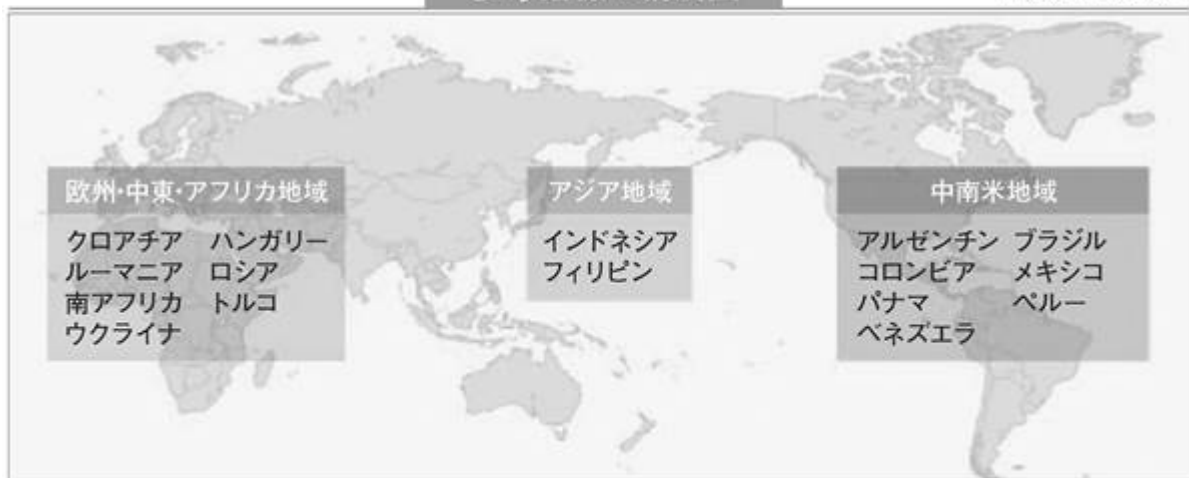 欧州・中東・アフリカ地域
クロアチア ハンガリー
ルーマニア ロシア
南アフリカ トルコ
ウクライナ
アジア地域
インドネシア
フィリピン
中南米地域
アルゼンチン ブラジル
コロンビア メキシコ
パナマ ペルー
ベネズエラ